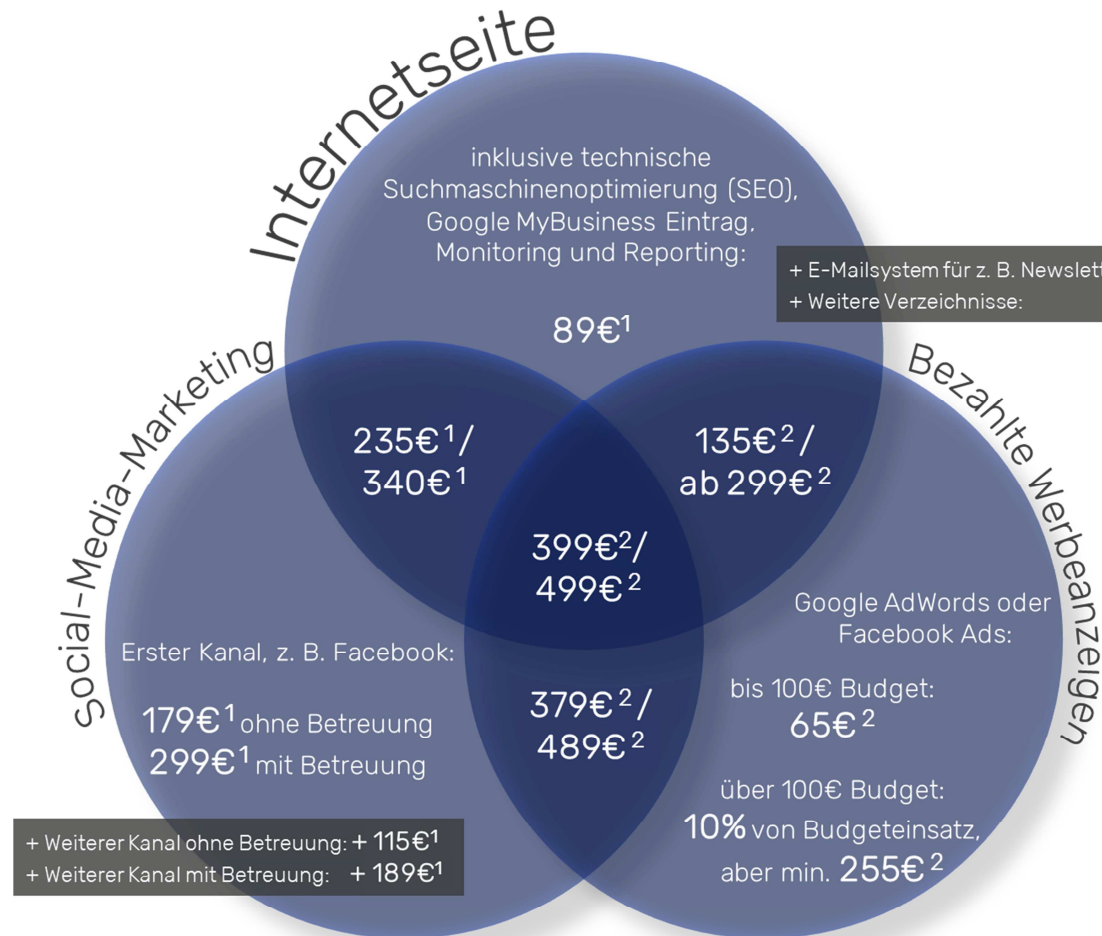 Internetseite
inklusive technische
Suchmaschinenoptimierung (SEO),
Google MyBusiness Eintrag,
Monitoring und Reporting:
89€¹
+ E-Mailsystem für z. B. Newslett
+ Weitere Verzeichnisse:
Social-Media-Marketing
Bezahlte Werbeanzeigen
235€¹/
340€¹
135€²/
ab 299€²
399€²/
499€²
Erster Kanal, z. B. Facebook:
179€¹ ohne Betreuung
299€¹ mit Betreuung
379€²/
489€²
Google AdWords oder
Facebook Ads:
bis 100€ Budget:
65€²
über 100€ Budget:
10% von Budgeteinsatz,
aber min. 255€²
+ Weiterer Kanal ohne Betreuung: + 115€¹
+ Weiterer Kanal mit Betreuung: + 189€¹